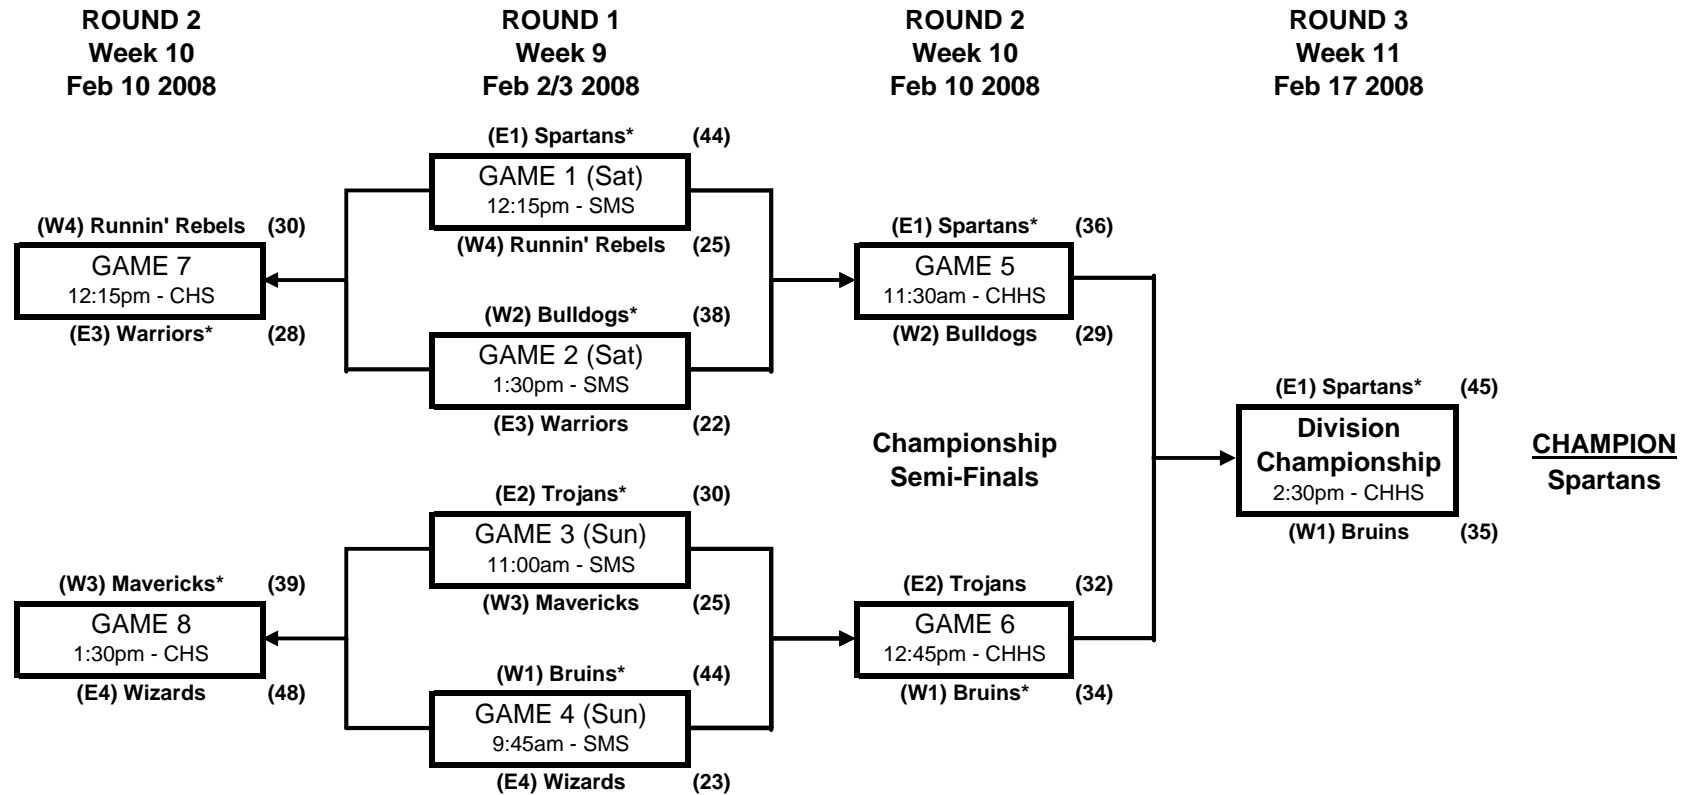 ROUND 2
Week 10
Feb 10 2008
ROUND 1
Week 9
Feb 2/3 2008
ROUND 2
Week 10
Feb 10 2008
ROUND 3
Week 11
Feb 17 2008
(W4) Runnin' Rebels (30)
GAME 7
12:15pm - CHS
(E3) Warriors* (28)
(W3) Mavericks* (39)
GAME 8
1:30pm - CHS
(E4) Wizards (48)
(E1) Spartans* (44)
GAME 1 (Sat)
12:15pm - SMS
(W4) Runnin' Rebels (25)
(W2) Bulldogs* (38)
GAME 2 (Sat)
1:30pm - SMS
(E3) Warriors (22)
(E2) Trojans* (30)
GAME 3 (Sun)
11:00am - SMS
(W3) Mavericks (25)
(W1) Bruins* (44)
GAME 4 (Sun)
9:45am - SMS
(E4) Wizards (23)
(E1) Spartans* (36)
GAME 5
11:30am - CHHS
(W2) Bulldogs (29)
Championship
Semi-Finals
(E2) Trojans (32)
GAME 6
12:45pm - CHHS
(W1) Bruins* (34)
(E1) Spartans* (45)
Division
Championship
2:30pm - CHHS
(W1) Bruins (35)
CHAMPION
Spartans